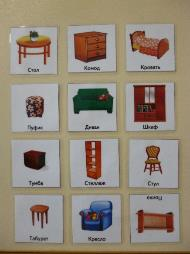 Стол Комод Кровать
Пуфик Диван Шкаф
Тумба Стеллаж Стул
Табурет Кресло